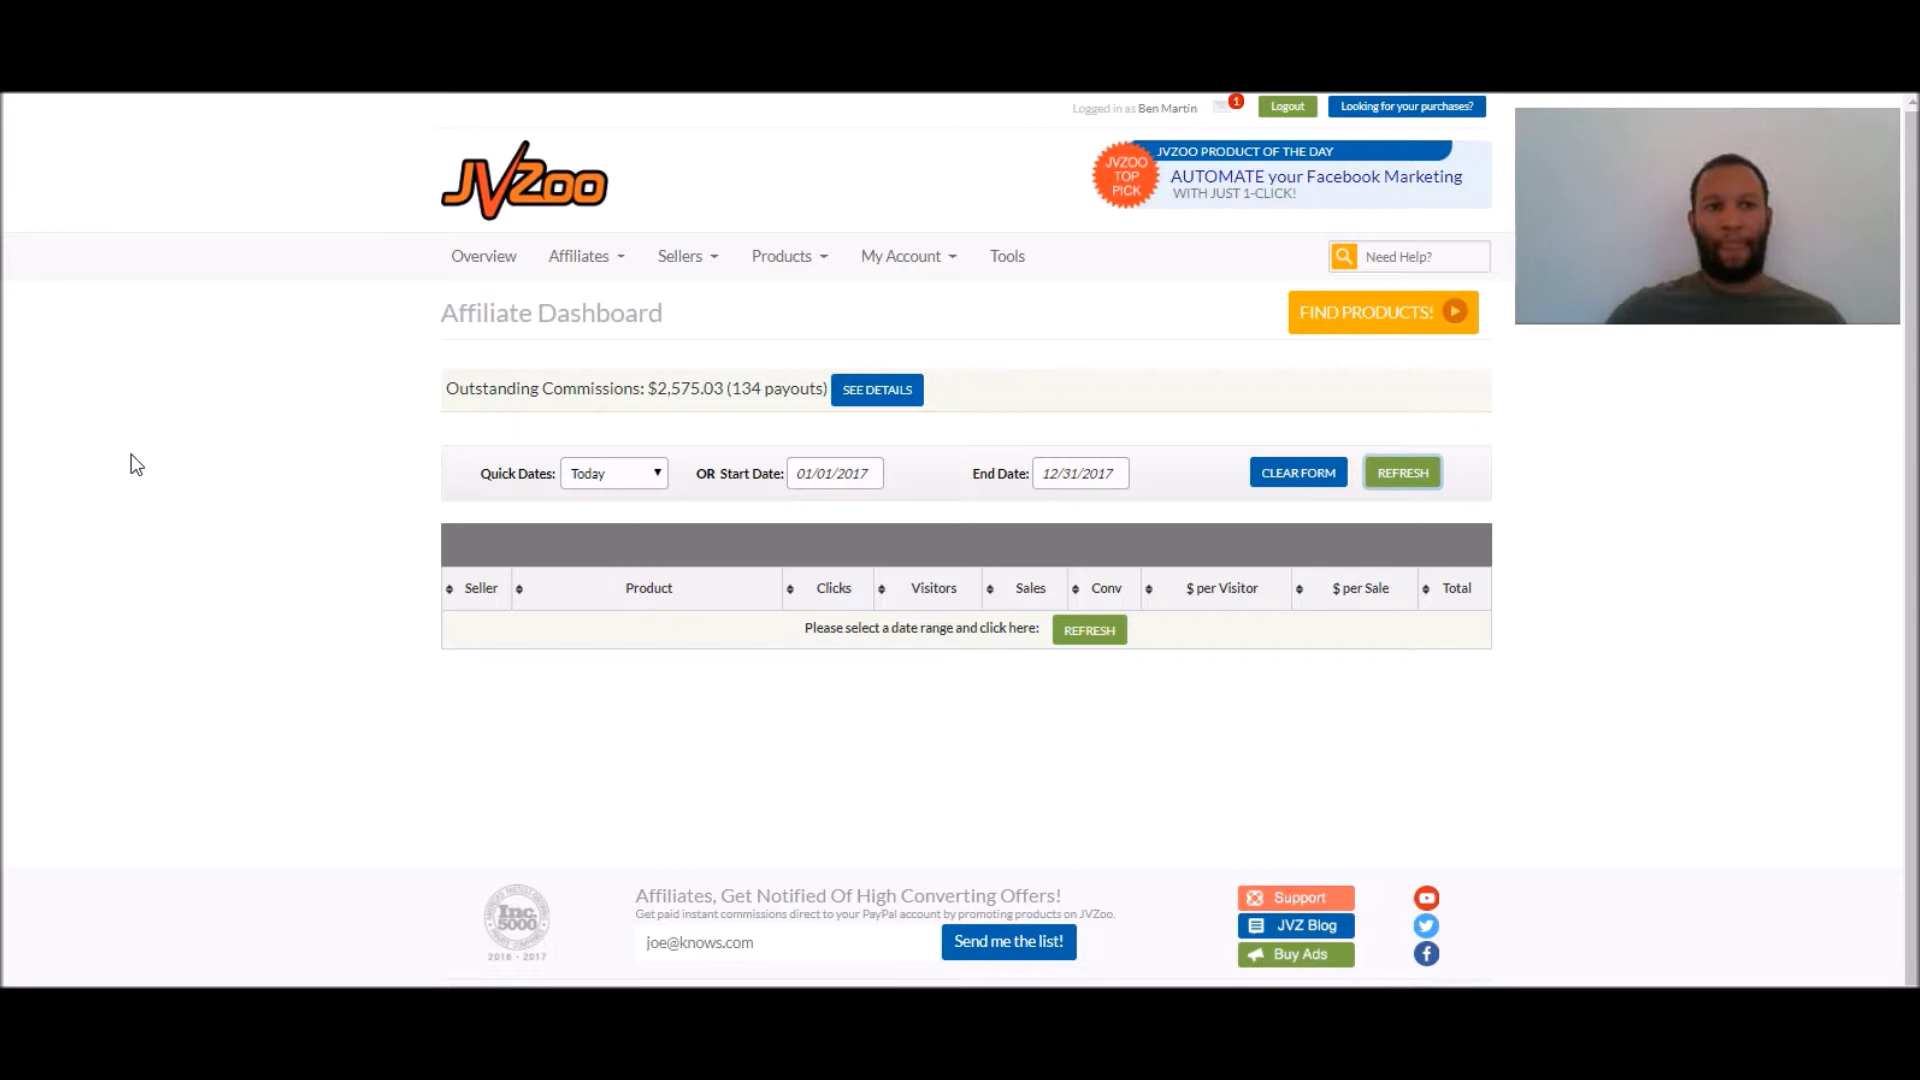 Logged in as Ben Martin 1 Logout Looking for your purchases?
JVZoo
JVZOO TOP PICK
JVZOO PRODUCT OF THE DAY
AUTOMATE your Facebook Marketing
WITH JUST 1-CLICK!
Overview Affiliates Sellers Products My Account Tools Need Help?
Affiliate Dashboard FIND PRODUCTS!
Outstanding Commissions: $2,575.03 (134 payouts) SEE DETAILS
Quick Dates: Today OR Start Date: 01/01/2017 End Date: 12/31/2017 CLEAR FORM REFRESH
Seller Product Clicks Visitors Sales Conv $ per Visitor $ per Sale Total
Please select a date range and click here: REFRESH
Inc. 5000
2016 - 2017
Affiliates, Get Notified Of High Converting Offers!
Get paid instant commissions direct to your PayPal account by promoting products on JVZoo.
joe@knows.com Send me the list!
Support
JVZ Blog
Buy Ads